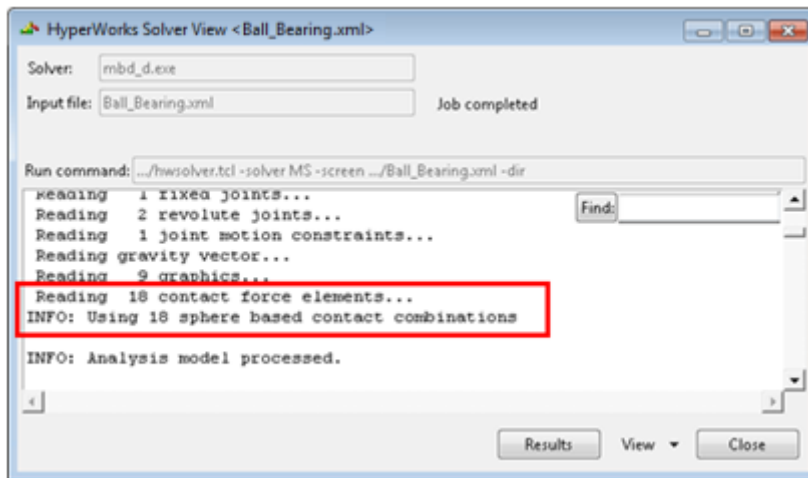 HyperWorks Solver View <Ball_Bearing.xml>
Solver: mbd_d.exe
Input file: Ball_Bearing.xml Job completed
Run command: .../hwsolver.tcl -solver MS -screen .../Ball_Bearing.xml -dir
Reading 1 fixed joints...
Find:
Reading 2 revolute joints...
Reading 1 joint motion constraints...
Reading gravity vector...
Reading 9 graphics...
Reading 18 contact force elements...
INFO: Using 18 sphere based contact combinations
INFO: Analysis model processed.
Results View Close